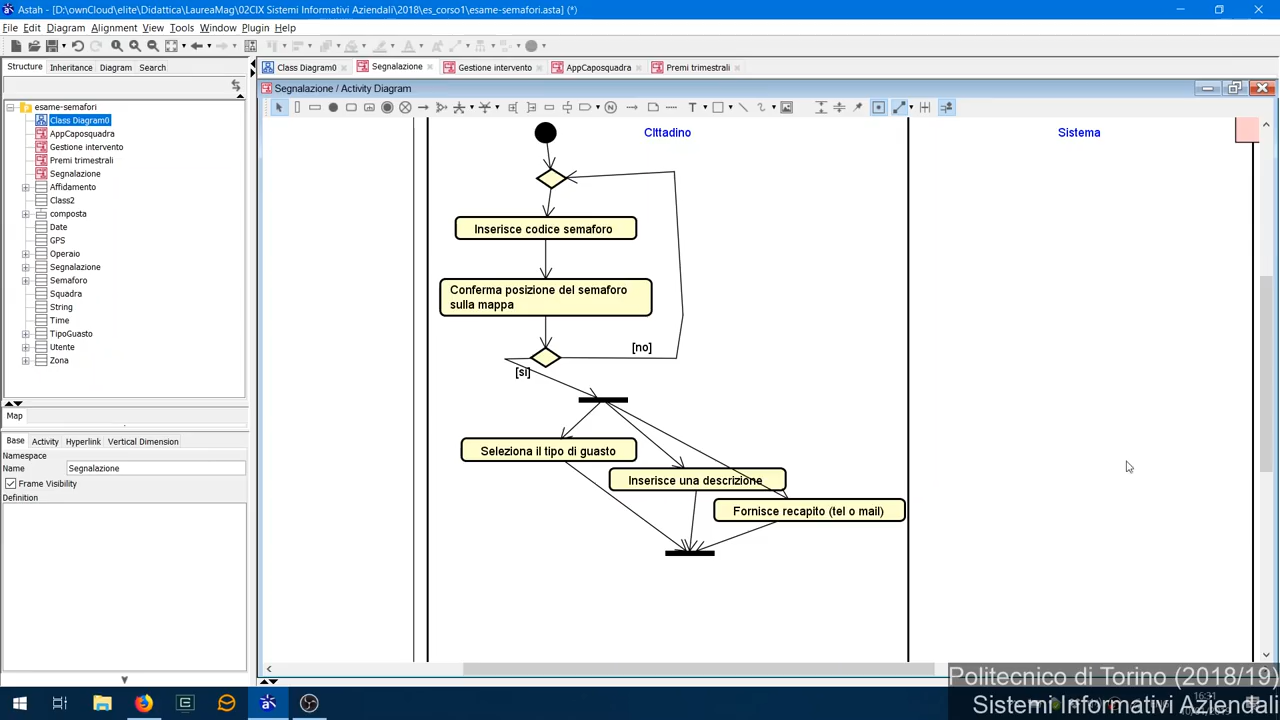 Astah - [D:\ownCloud\elite\Didattica\LaureaMag\02CIX Sistemi Informativi Aziendali\2018\es_corso1\esame-semafori.asta] (*)
File Edit Diagram Alignment View Tools Window Plugin Help
Structure Inheritance Diagram Search
Class Diagram0 Segnalazione Gestione intervento AppCaposquadra Premi trimestrali
Segnalazione / Activity Diagram
esame-semafori
Class Diagram0
AppCaposquadra
Gestione intervento
Premi trimestrali
Segnalazione
Affidamento
Class2
composta
Date
GPS
Operaio
Segnalazione
Semaforo
Squadra
String
Time
TipoGuasto
Utente
Zona
Map
Base Activity Hyperlink Vertical Dimension
Namespace
Name Segnalazione
Frame Visibility
Definition
CIttadino
Sistema
Inserisce codice semaforo
Conferma posizione del semaforo
sulla mappa
[no]
[si]
Seleziona il tipo di guasto
Inserisce una descrizione
Fornisce recapito (tel o mail)
Politecnico di Torino (2018/19)
16:31
Sistemi Informativi Aziendali